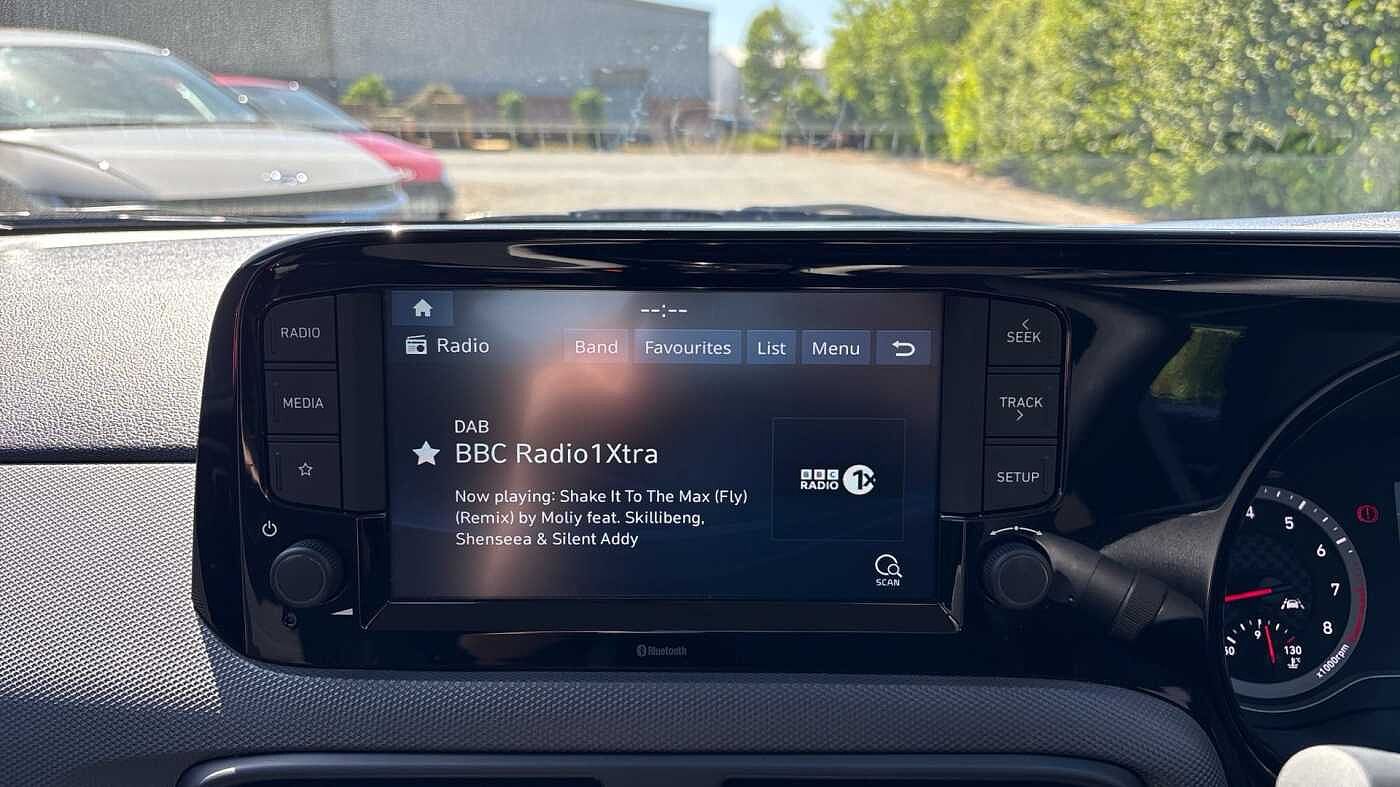 --:--
RADIO
MEDIA
Radio
Band
Favourites
List
Menu
DAB
BBC Radio1Xtra
Now playing: Shake It To The Max (Fly)
(Remix) by Moliy feat. Skillibeng,
Shenseea & Silent Addy
BBC
RADIO 1X
SCAN
SEEK
TRACK
SETUP
Bluetooth
4
5
6
7
8
x1000rpm
9
130